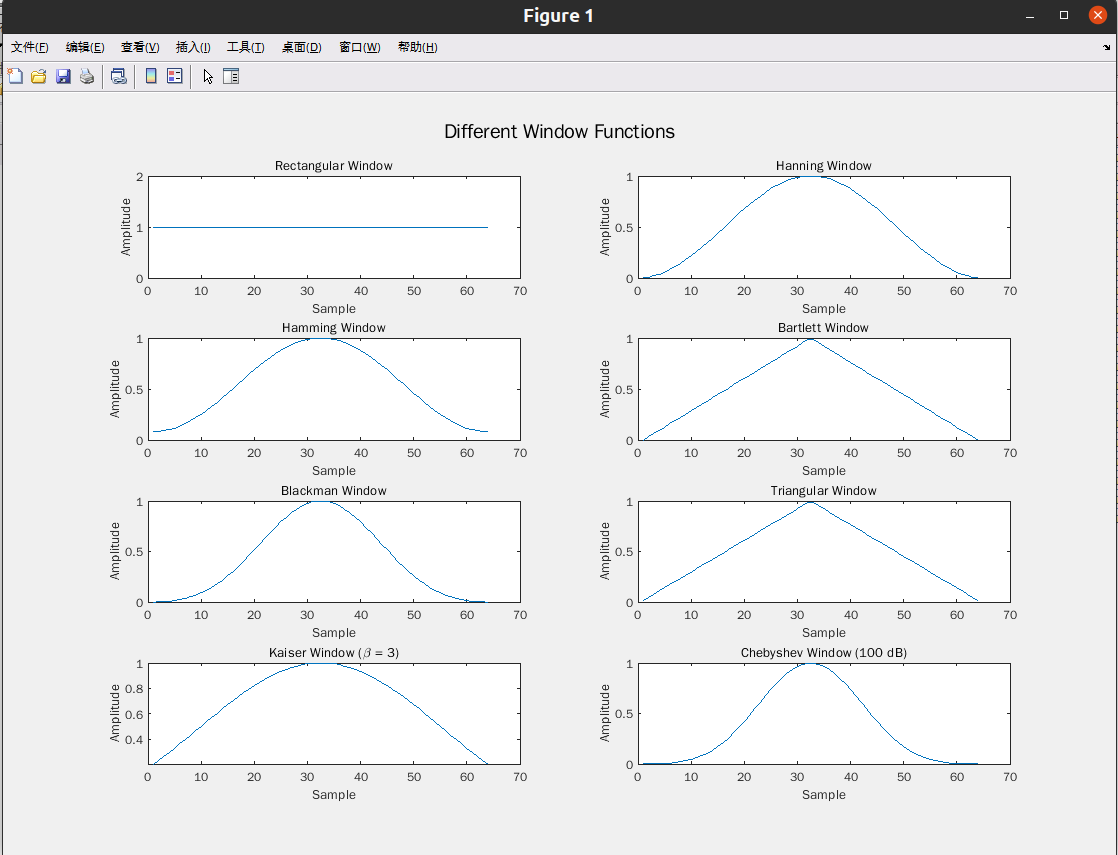 Figure 1
文件(F) 编辑(E) 查看(V) 插入(I) 工具(T) 桌面(D) 窗口(W) 帮助(H)
Different Window Functions
Rectangular Window
Amplitude
2
1
0
0 10 20 30 40 50 60 70
Sample
Hanning Window
Amplitude
1
0.5
0
0 10 20 30 40 50 60 70
Sample
Hamming Window
Amplitude
1
0.5
0
0 10 20 30 40 50 60 70
Sample
Bartlett Window
Amplitude
1
0.5
0
0 10 20 30 40 50 60 70
Sample
Blackman Window
Amplitude
1
0.5
0
0 10 20 30 40 50 60 70
Sample
Triangular Window
Amplitude
1
0.5
0
0 10 20 30 40 50 60 70
Sample
Kaiser Window (β = 3)
Amplitude
1
0.8
0.6
0.4
0 10 20 30 40 50 60 70
Sample
Chebyshev Window (100 dB)
Amplitude
1
0.5
0
0 10 20 30 40 50 60 70
Sample